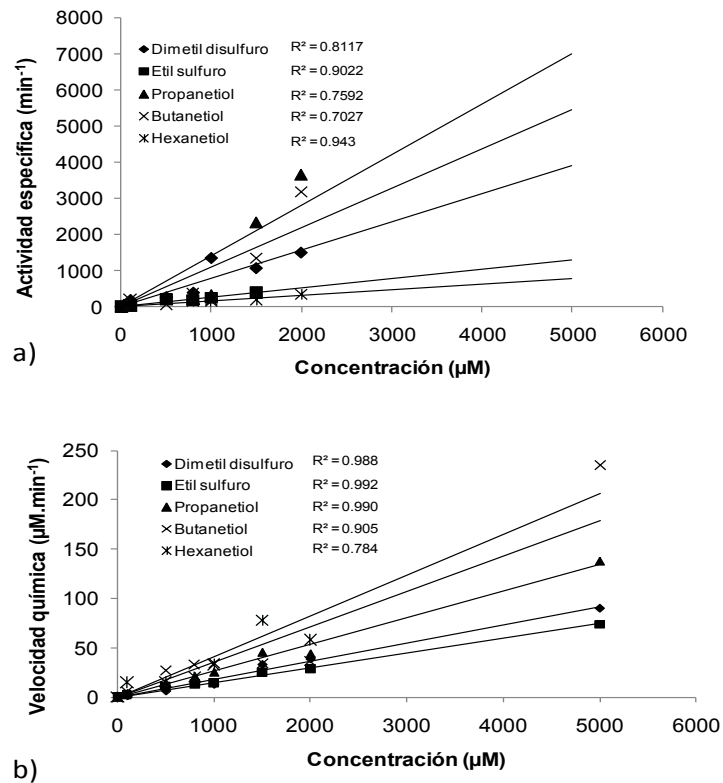 8000
7000
6000
5000
4000
3000
2000
1000
0
Actividad específica (min⁻¹)
Dimetil disulfuro R² = 0.8117
Etil sulfuro R² = 0.9022
Propanetiol R² = 0.7592
Butanetiol R² = 0.7027
Hexanetiol R² = 0.943
0 1000 2000 3000 4000 5000 6000
Concentración (µM)
a)
250
200
150
100
50
0
Velocidad química (µM.min⁻¹)
Dimetil disulfuro R² = 0.988
Etil sulfuro R² = 0.992
Propanetiol R² = 0.990
Butanetiol R² = 0.905
Hexanetiol R² = 0.784
0 1000 2000 3000 4000 5000 6000
Concentración (µM)
b)